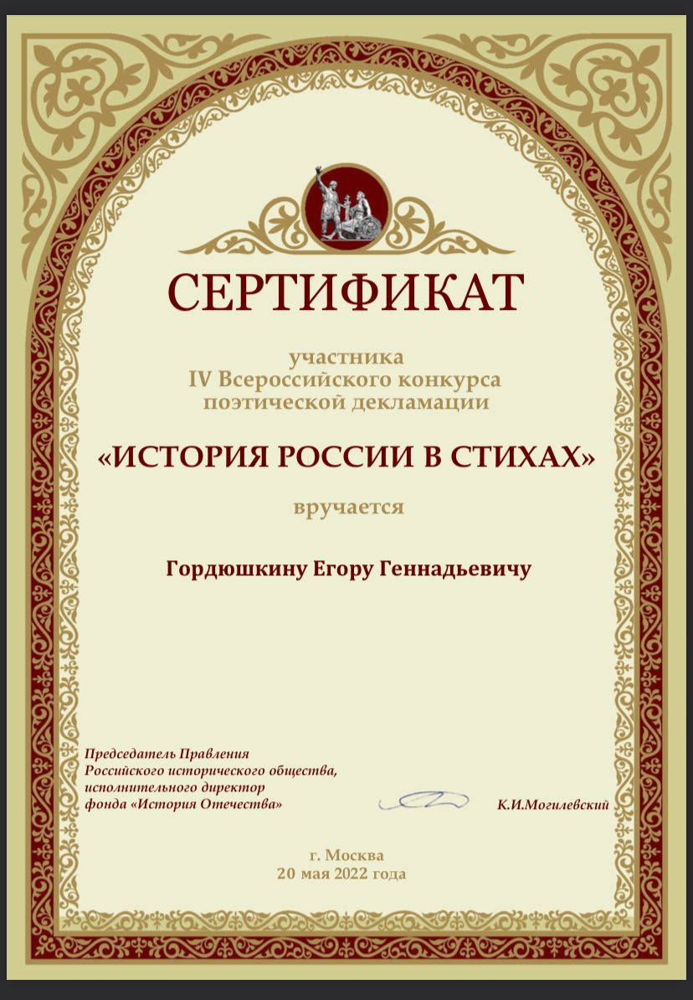 СЕРТИФИКАТ
участника
IV Всероссийского конкурса
поэтической декламации
«ИСТОРИЯ РОССИИ В СТИХАХ»
вручается
Гордюшкину Егору Геннадьевичу
Председатель Правления
Российского исторического общества,
исполнительного директор
фонда «История Отечества»
К.И.Могилевский
г. Москва
20 мая 2022 года